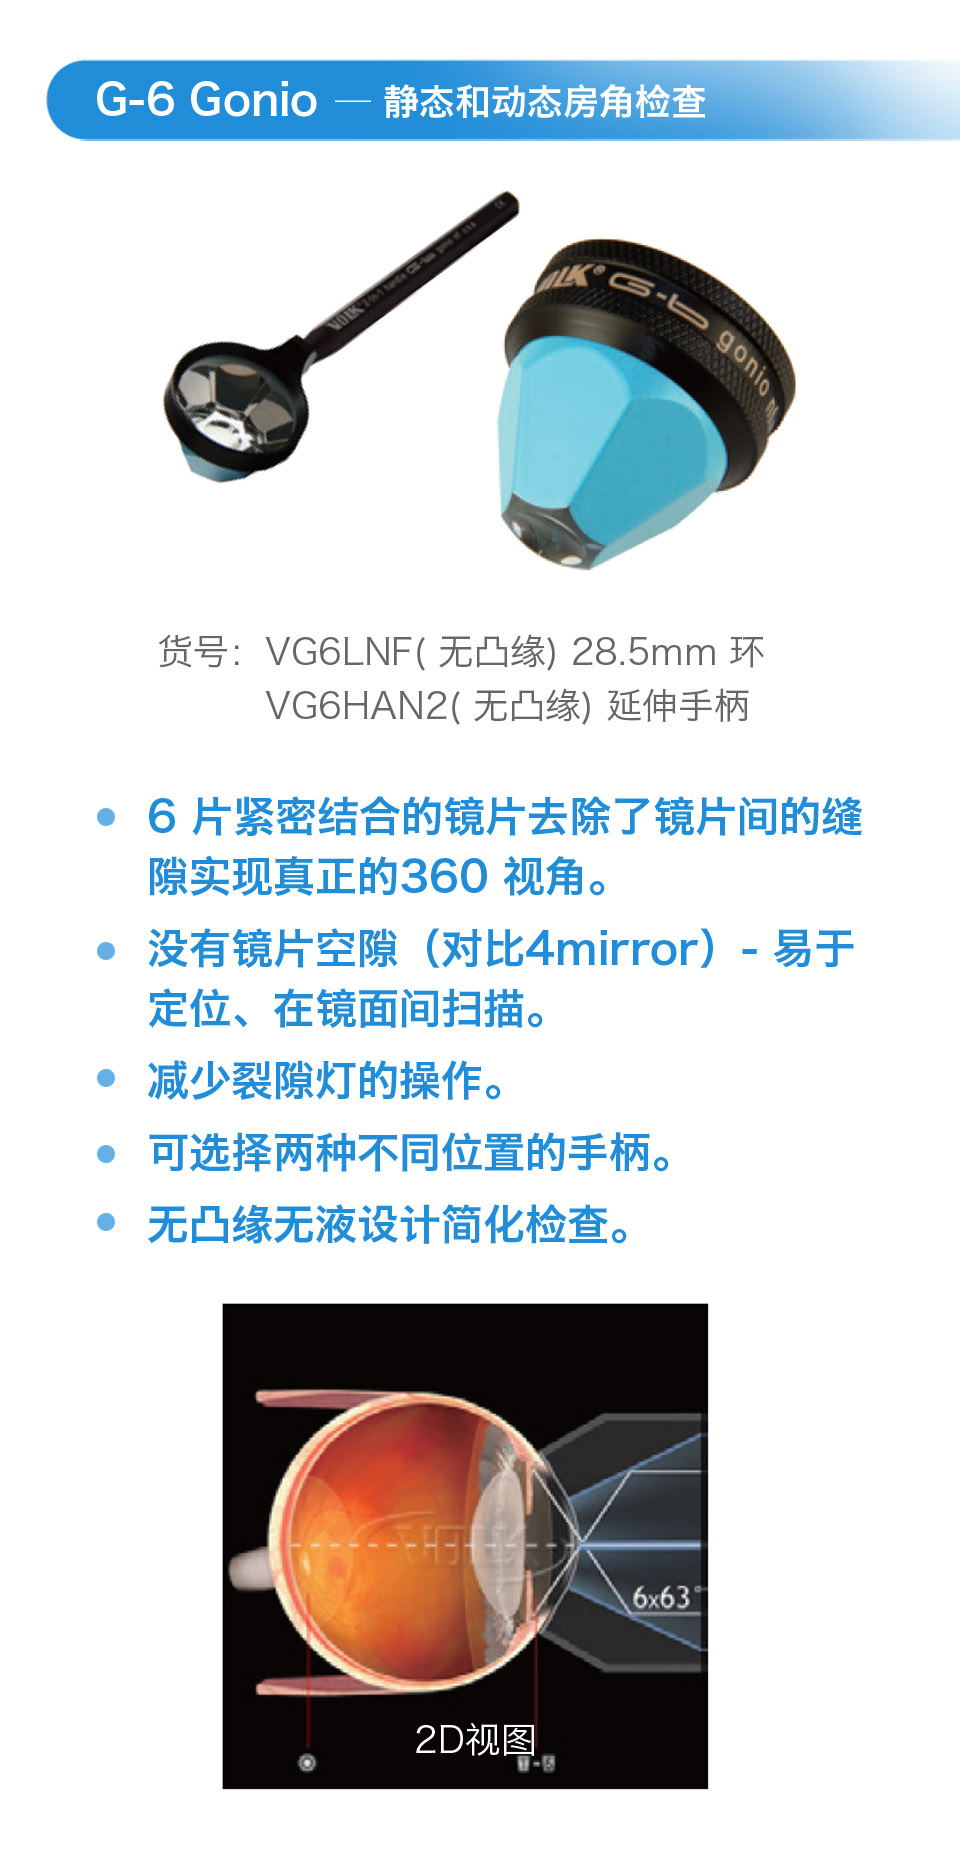 G-6 Gonio — 静态和动态房角检查
VOLK G-6 gonio
VOLK® G-6 gonio
货号：VG6LNF( 无凸缘) 28.5mm 环
VG6HAN2( 无凸缘) 延伸手柄
6 片紧密结合的镜片去除了镜片间的缝
隙实现真正的360 视角。
没有镜片空隙（对比4mirror）- 易于
定位、在镜面间扫描。
减少裂隙灯的操作。
可选择两种不同位置的手柄。
无凸缘无液设计简化检查。
VOLK
6x63°
2D视图
1-6